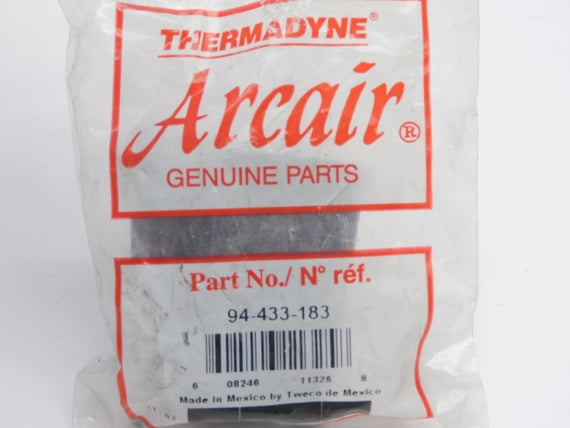 THERMADYNE®
Arcair®
GENUINE PARTS
Part No./ N° réf.
94-433-183
6 08246 11325 8
Made in Mexico by Tweco de Mexico